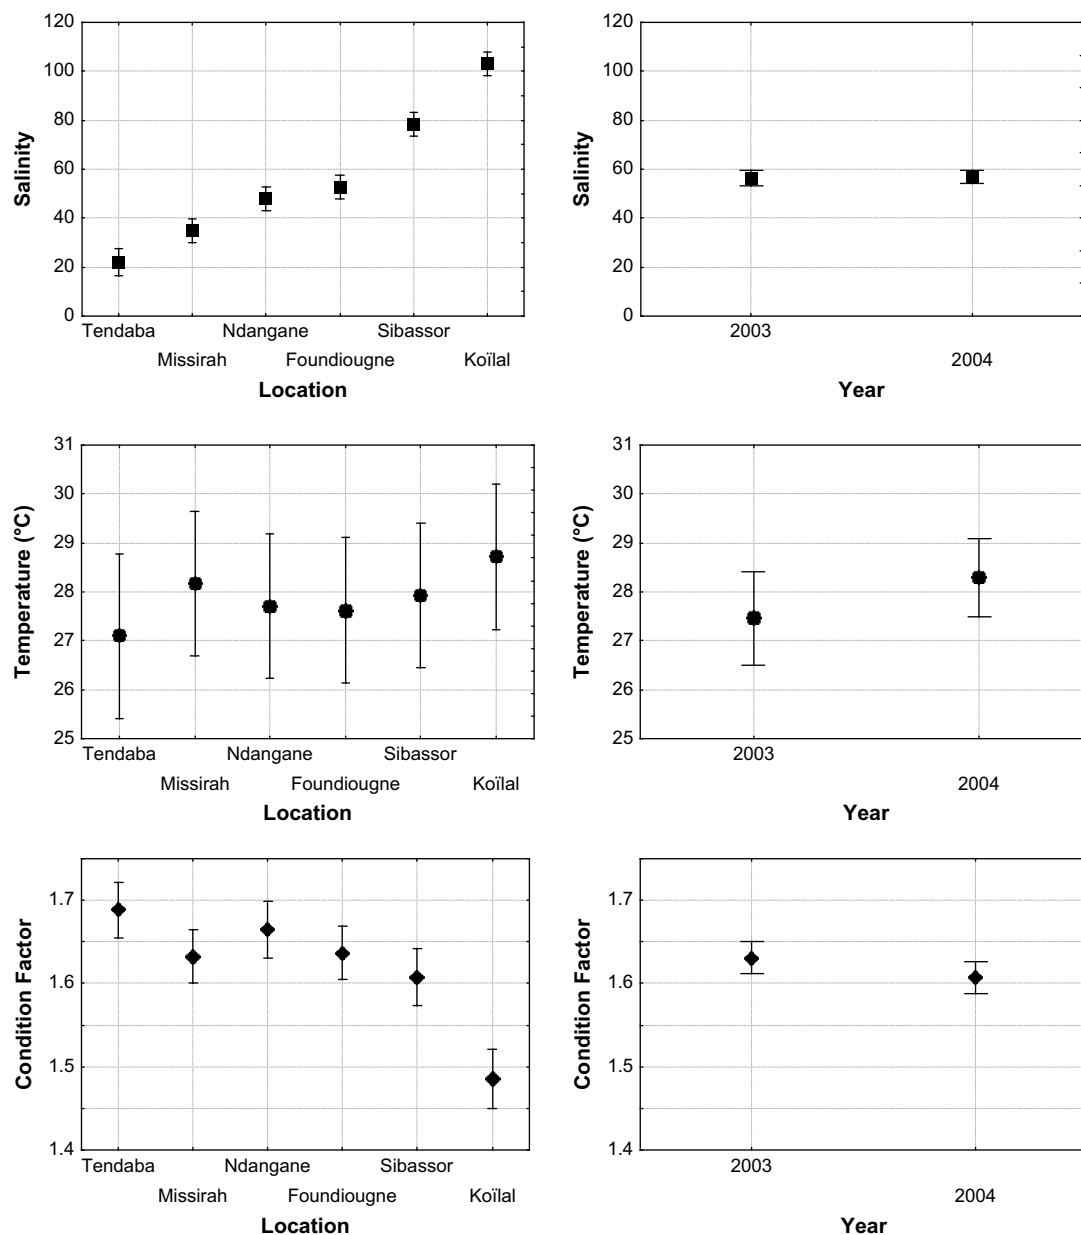 120
100
80
60
40
20
0
Salinity
Tendaba Ndangane Sibassor
Missirah Foundiougne Koïlal
Location
120
100
80
60
40
20
0
Salinity
2003
2004
Year
31
30
29
28
27
26
25
Temperature (°C)
Tendaba Ndangane Sibassor
Missirah Foundiougne Koïlal
Location
31
30
29
28
27
26
25
Temperature (°C)
2003
2004
Year
1.7
1.6
1.5
1.4
Condition Factor
Tendaba Ndangane Sibassor
Missirah Foundiougne Koïlal
Location
1.7
1.6
1.5
1.4
Condition Factor
2003
2004
Year